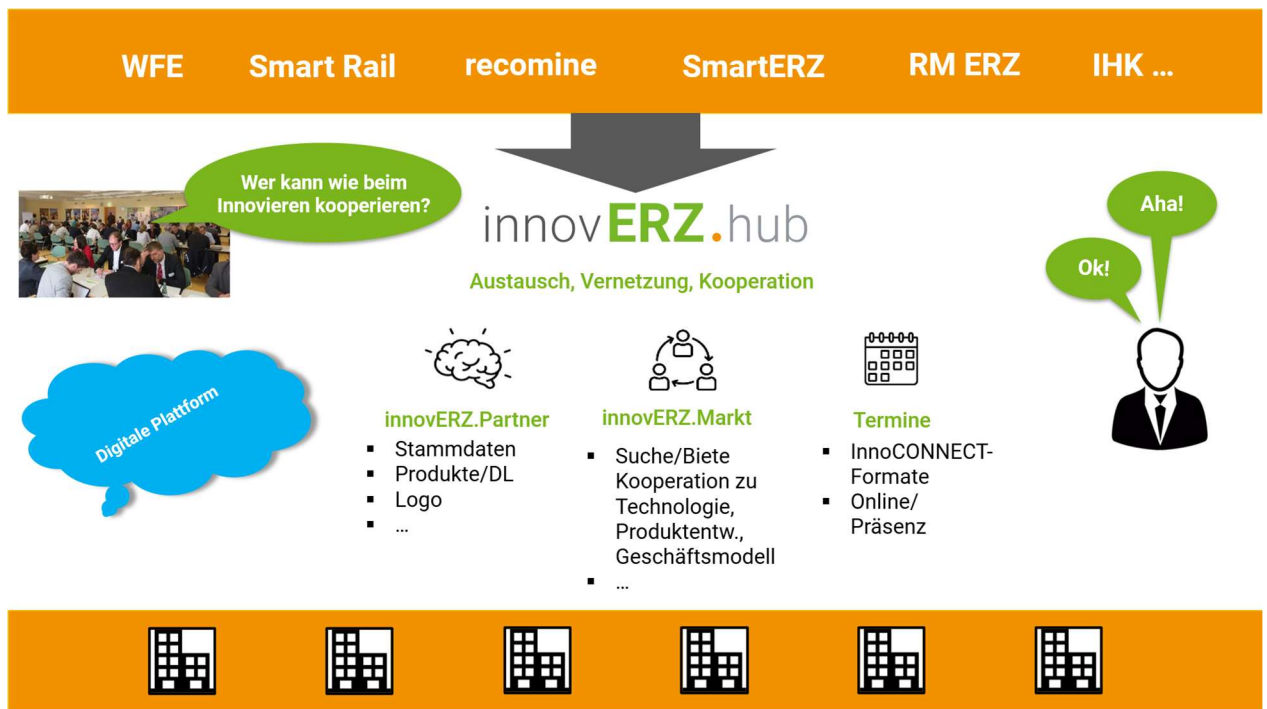 WFE Smart Rail recomine SmartERZ RM ERZ IHK ...
Wer kann wie beim
Innovieren kooperieren?
innovERZ.hub
Austausch, Vernetzung, Kooperation
Aha!
Ok!
Digitale Plattform
innovERZ.Partner
▪ Stammdaten
▪ Produkte/DL
▪ Logo
▪ ...
innovERZ.Markt
▪ Suche/Biete
Kooperation zu
Technologie,
Produktentw.,
Geschäftsmodell
▪ ...
Termine
▪ InnoCONNECT-
Formate
▪ Online/
Präsenz